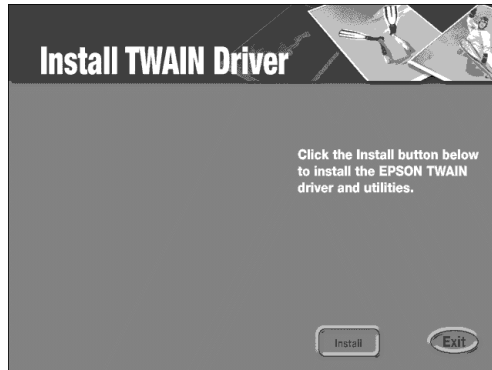 Install TWAIN Driver
Click the Install button below
to install the EPSON TWAIN
driver and utilities.
Install
Exit